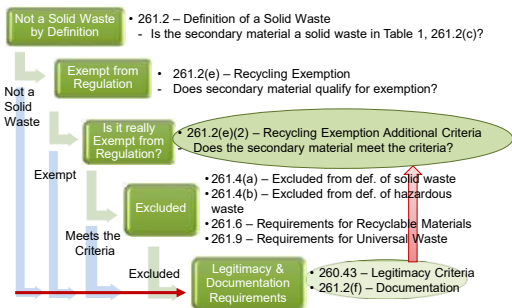 Not a Solid Waste
by Definition
• 261.2 – Definition of a Solid Waste
- Is the secondary material a solid waste in Table 1, 261.2(c)?
Exempt from
Regulation
• 261.2(e) – Recycling Exemption
- Does secondary material qualify for exemption?
Not a
Solid
Waste
Is it really
Exempt from
Regulation?
• 261.2(e)(2) – Recycling Exemption Additional Criteria
- Does the secondary material meet the criteria?
Exempt
Excluded
• 261.4(a) – Excluded from def. of solid waste
• 261.4(b) – Excluded from def. of hazardous
waste
• 261.6 – Requirements for Recyclable Materials
• 261.9 – Requirements for Universal Waste
Meets the
Criteria
Excluded
Legitimacy &
Documentation
Requirements
• 260.43 – Legitimacy Criteria
• 261.2(f) – Documentation